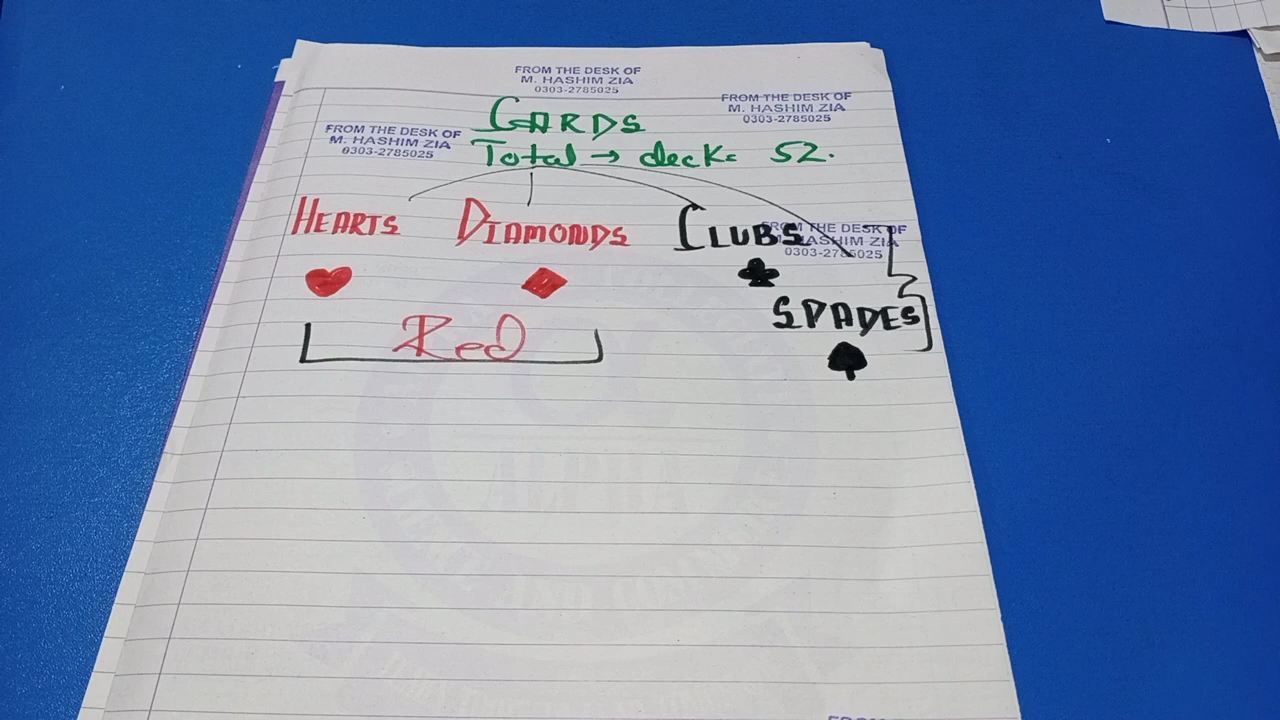 FROM THE DESK OF
M. HASHIM ZIA
0303-2785025
FROM THE DESK OF
M. HASHIM ZIA
0303-2785025
FROM THE DESK OF
M. HASHIM ZIA
0303-2785025
CARDS
Total → deck = 52.
HEARTS DIAMONDS CLUBS
FROM THE DESK OF
M. HASHIM ZIA
0303-2785025
SPADES
Red